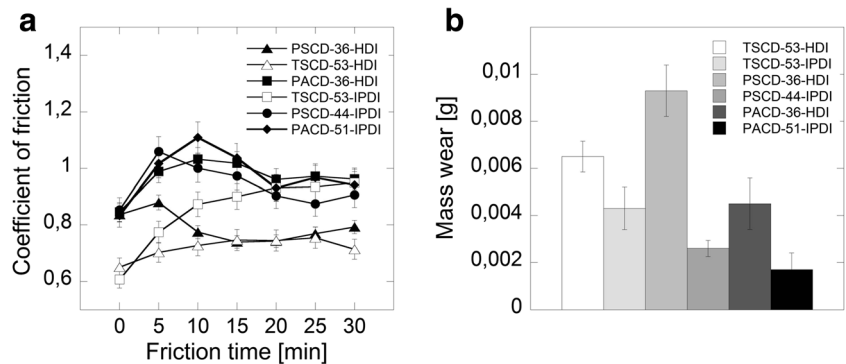 a
1,4
1,2
1
0,8
0,6
Coefficient of friction
PSCD-36-HDI
TSCD-53-HDI
PACD-36-HDI
TSCD-53-IPDI
PSCD-44-IPDI
PACD-51-IPDI
0 5 10 15 20 25 30
Friction time [min]
b
0,01
0,008
0,006
0,004
0,002
0
Mass wear [g]
TSCD-53-HDI
TSCD-53-IPDI
PSCD-36-HDI
PSCD-44-IPDI
PACD-36-HDI
PACD-51-IPDI